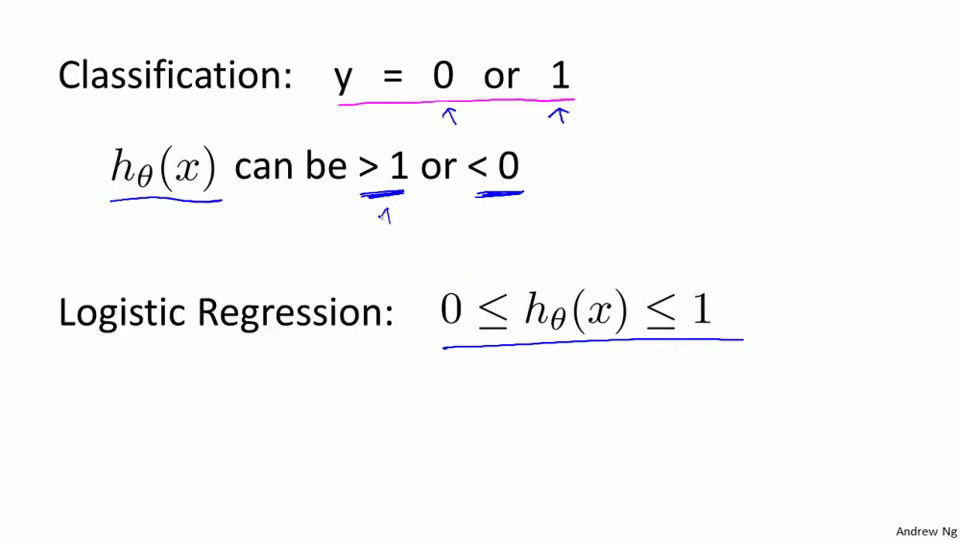 Classification: y = 0 or 1
hθ(x) can be > 1 or < 0
Logistic Regression: 0 ≤ hθ(x) ≤ 1
Andrew Ng